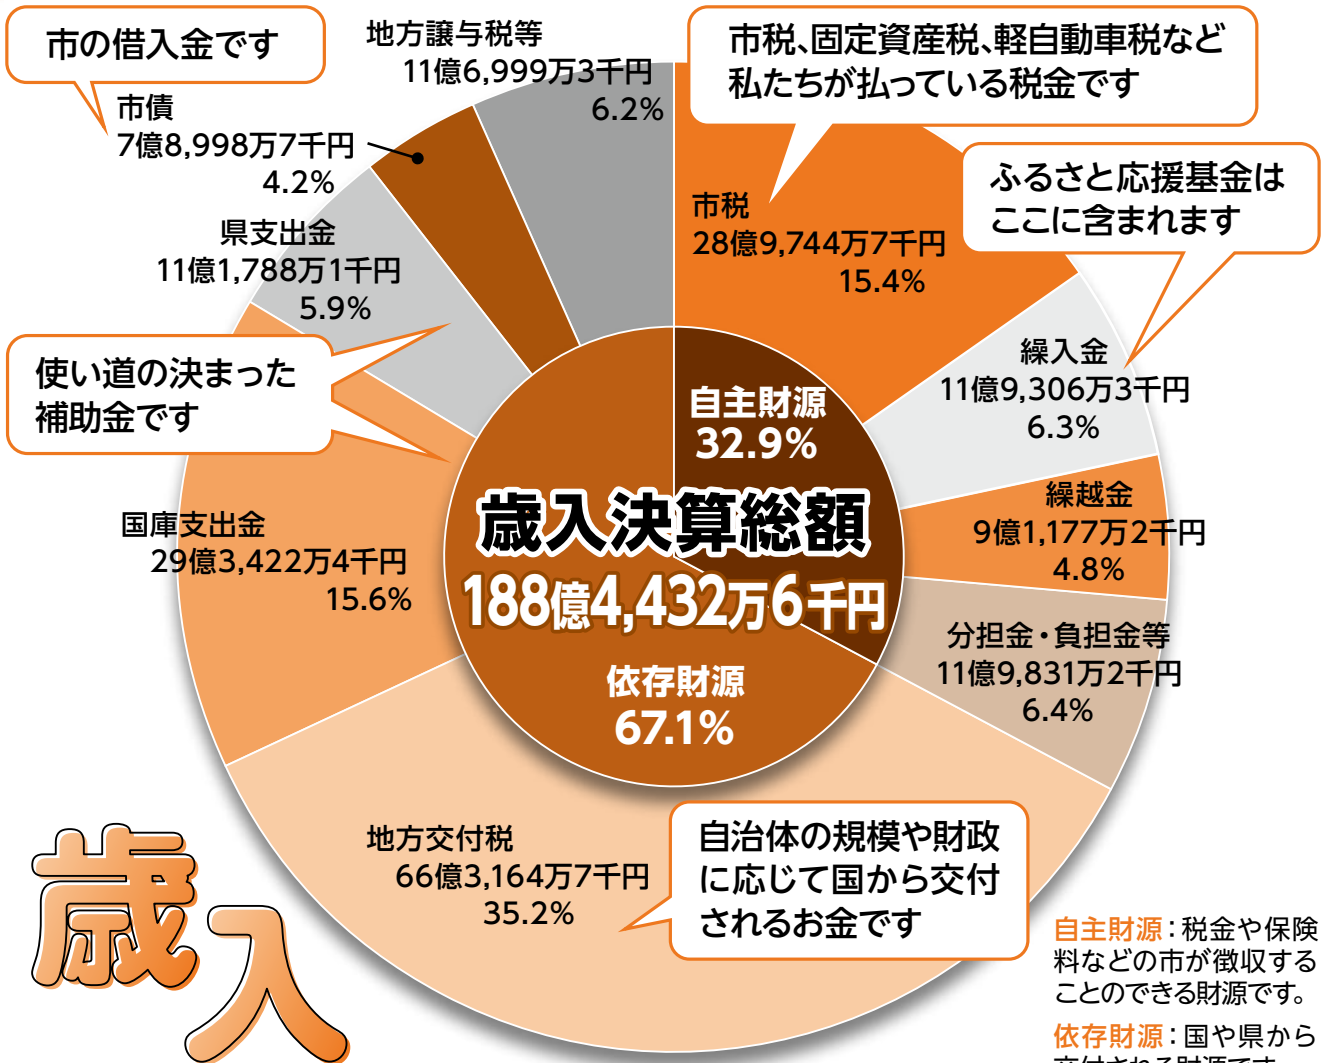 市の借入金です
地方譲与税等
11億6,999万3千円
6.2%
市税、固定資産税、軽自動車税など
私たちが払っている税金です
市債
7億8,998万7千円
4.2%
ふるさと応援基金は
ここに含まれます
市税
28億9,744万7千円
15.4%
県支出金
11億1,788万1千円
5.9%
使い道の決まった
補助金です
繰入金
11億9,306万3千円
6.3%
自主財源
32.9%
繰越金
9億1,177万2千円
4.8%
歳入決算総額
188億4,432万6千円
国庫支出金
29億3,422万4千円
15.6%
分担金・負担金等
11億9,831万2千円
6.4%
依存財源
67.1%
地方交付税
66億3,164万7千円
35.2%
自治体の規模や財政
に応じて国から交付
されるお金です
歳入
自主財源:税金や保険
料などの市が徴収する
ことのできる財源です。
依存財源:国や県から